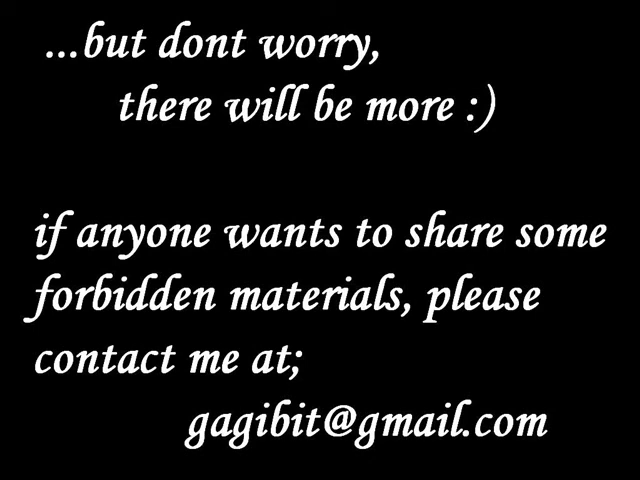 ...but dont worry,
there will be more :)
if anyone wants to share some
forbidden materials, please
contact me at;
gagibit@gmail.com